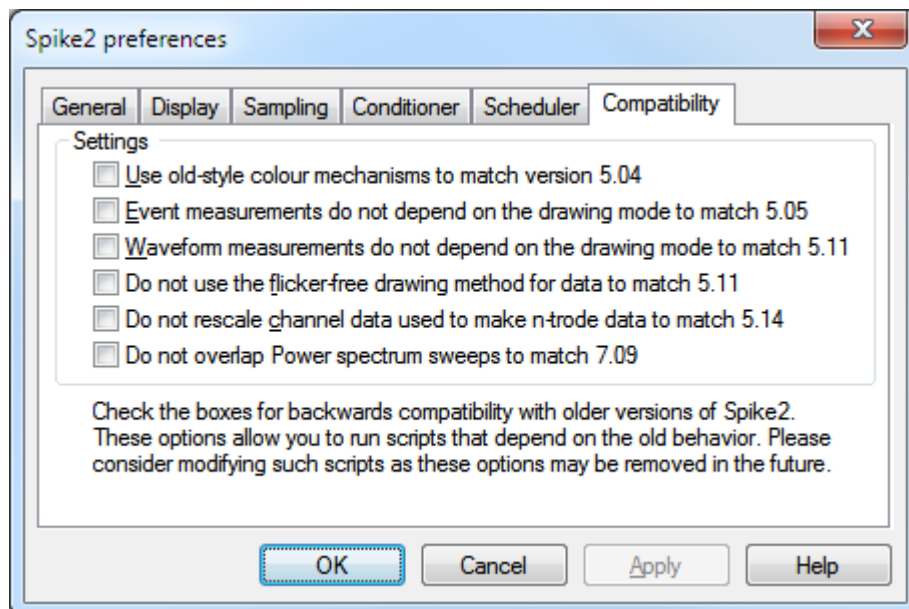 Spike2 preferences
General Display Sampling Conditioner Scheduler Compatibility
Settings
Use old-style colour mechanisms to match version 5.04
Event measurements do not depend on the drawing mode to match 5.05
Waveform measurements do not depend on the drawing mode to match 5.11
Do not use the flicker-free drawing method for data to match 5.11
Do not rescale channel data used to make n-trode data to match 5.14
Do not overlap Power spectrum sweeps to match 7.09
Check the boxes for backwards compatibility with older versions of Spike2.
These options allow you to run scripts that depend on the old behavior. Please
consider modifying such scripts as these options may be removed in the future.
OK Cancel Apply Help